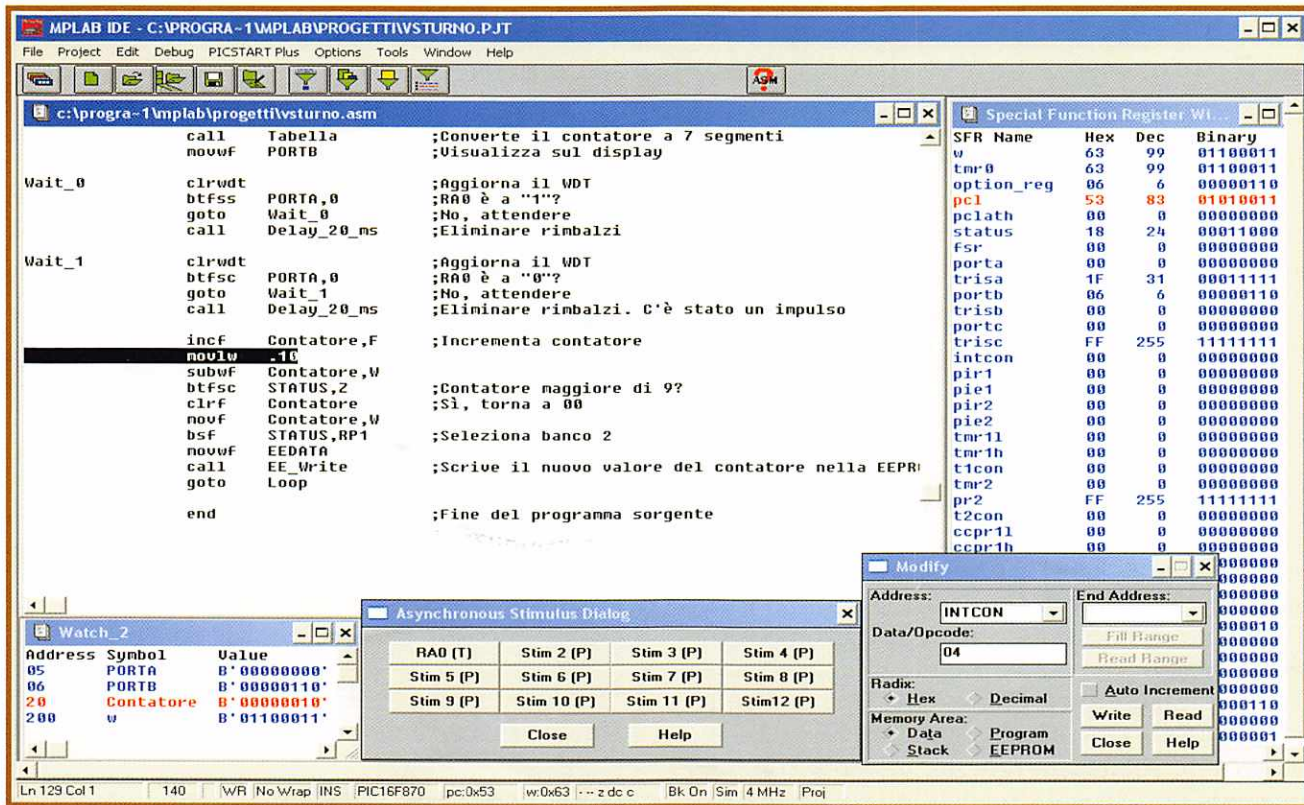 MPLAB IDE - C:\PROGRA~1\MPLAB\PROGETTI\VSTURNO.PJT
File Project Edit Debug PICSTART Plus Options Tools Window Help
ASM
c:\progra~1\mplab\progetti\vsturno.asm
call Tabella ;Converte il contatore a 7 segmenti
movwf PORTB ;Visualizza sul display
Wait_0 clrwdt ;Aggiorna il WDT
btfss PORTA,0 ;RA0 è a "1"?
goto Wait_0 ;No, attendere
call Delay_20_ms ;Eliminare rimbalzi
Wait_1 clrwdt ;Aggiorna il WDT
btfsc PORTA,0 ;RA0 è a "0"?
goto Wait_1 ;No, attendere
call Delay_20_ms ;Eliminare rimbalzi. C'è stato un impulso
incf Contatore,F ;Incrementa contatore
movlw .10
subwf Contatore,W
btfsc STATUS,Z ;Contatore maggiore di 9?
clrf Contatore ;Sì, torna a 00
movf Contatore,W
bsf STATUS,RP1 ;Seleziona banco 2
movwf EEDATA
call EE_Write ;Scrive il nuovo valore del contatore nella EEPR
goto Loop
end ;Fine del programma sorgente
Special Function Register Wi...
SFR Name Hex Dec Binary
w 63 99 01100011
tmr0 63 99 01100011
option_reg 06 6 00000110
pcl 53 83 01010011
pclath 00 0 00000000
status 18 24 00011000
fsr 00 0 00000000
porta 00 0 00000000
trisa 1F 31 00011111
portb 06 6 00000110
trisb 00 0 00000000
portc 00 0 00000000
trisc FF 255 11111111
intcon 00 0 00000000
pir1 00 0 00000000
pie1 00 0 00000000
pir2 00 0 00000000
pie2 00 0 00000000
tmr1l 00 0 00000000
tmr1h 00 0 00000000
t1con 00 0 00000000
tmr2 00 0 00000000
pr2 FF 255 11111111
t2con 00 0 00000000
ccpr1l 00 0 00000000
ccpr1h 00 0 00000000
000000
000000
000000
000000
000010
000000
000000
000000
000000
000110
000000
000001
Watch_2
Address Symbol Value
05 PORTA B'00000000'
06 PORTB B'00000110'
20 Contatore B'00000010'
200 w B'01100011'
Asynchronous Stimulus Dialog
RA0 (T) Stim 2 (P) Stim 3 (P) Stim 4 (P)
Stim 5 (P) Stim 6 (P) Stim 7 (P) Stim 8 (P)
Stim 9 (P) Stim 10 (P) Stim 11 (P) Stim12 (P)
Close Help
Modify
Address: End Address:
INTCON
Data/Opcode: Fill Range
04 Read Range
Radix:
Hex Decimal Auto Increment
Memory Area: Write Read
Data Program
Stack EEPROM Close Help
Ln 129 Col 1 140 WR No Wrap INS PIC16F870 pc:0x53 w:0x63 --- z dc c Bk On Sim 4 MHz Proj